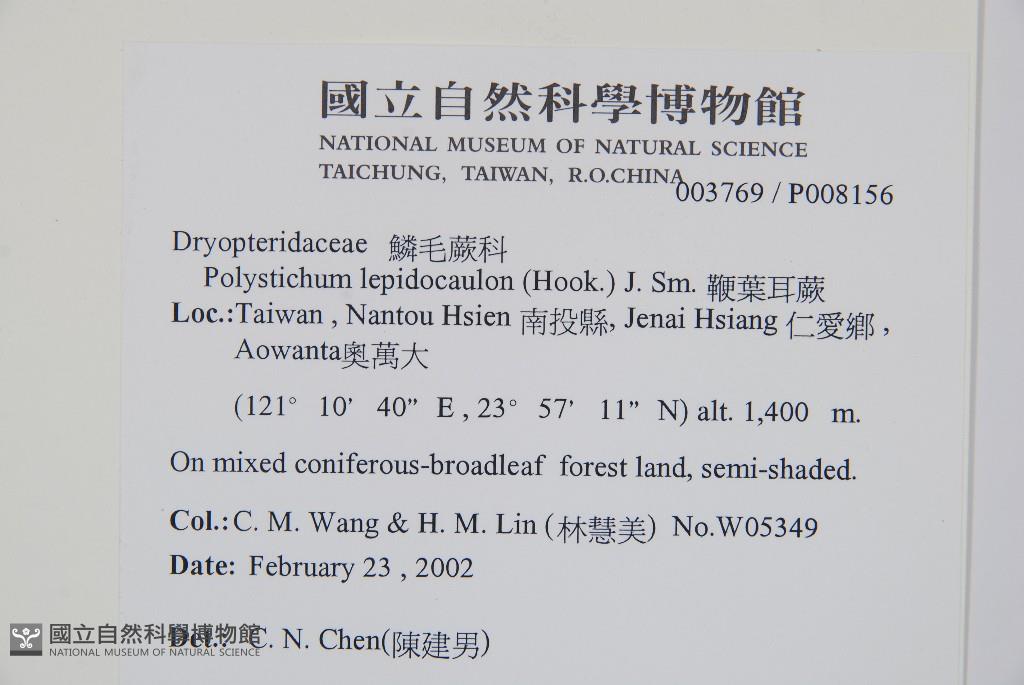 國立自然科學博物館
NATIONAL MUSEUM OF NATURAL SCIENCE
TAICHUNG, TAIWAN, R.O.CHINA
003769 / P008156
Dryopteridaceae 鱗毛蕨科
Polystichum lepidocaulon (Hook.) J. Sm. 鞭葉耳蕨
Loc.:Taiwan , Nantou Hsien 南投縣, Jenai Hsiang 仁愛鄉 ,
Aowanta奧萬大
(121° 10’ 40” E , 23° 57’ 11” N) alt. 1,400 m.
On mixed coniferous-broadleaf forest land, semi-shaded.
Col.: C. M. Wang & H. M. Lin (林慧美) No.W05349
Date: February 23 , 2002
Det.: C. N. Chen(陳建男)
國立自然科學博物館
NATIONAL MUSEUM OF NATURAL SCIENCE